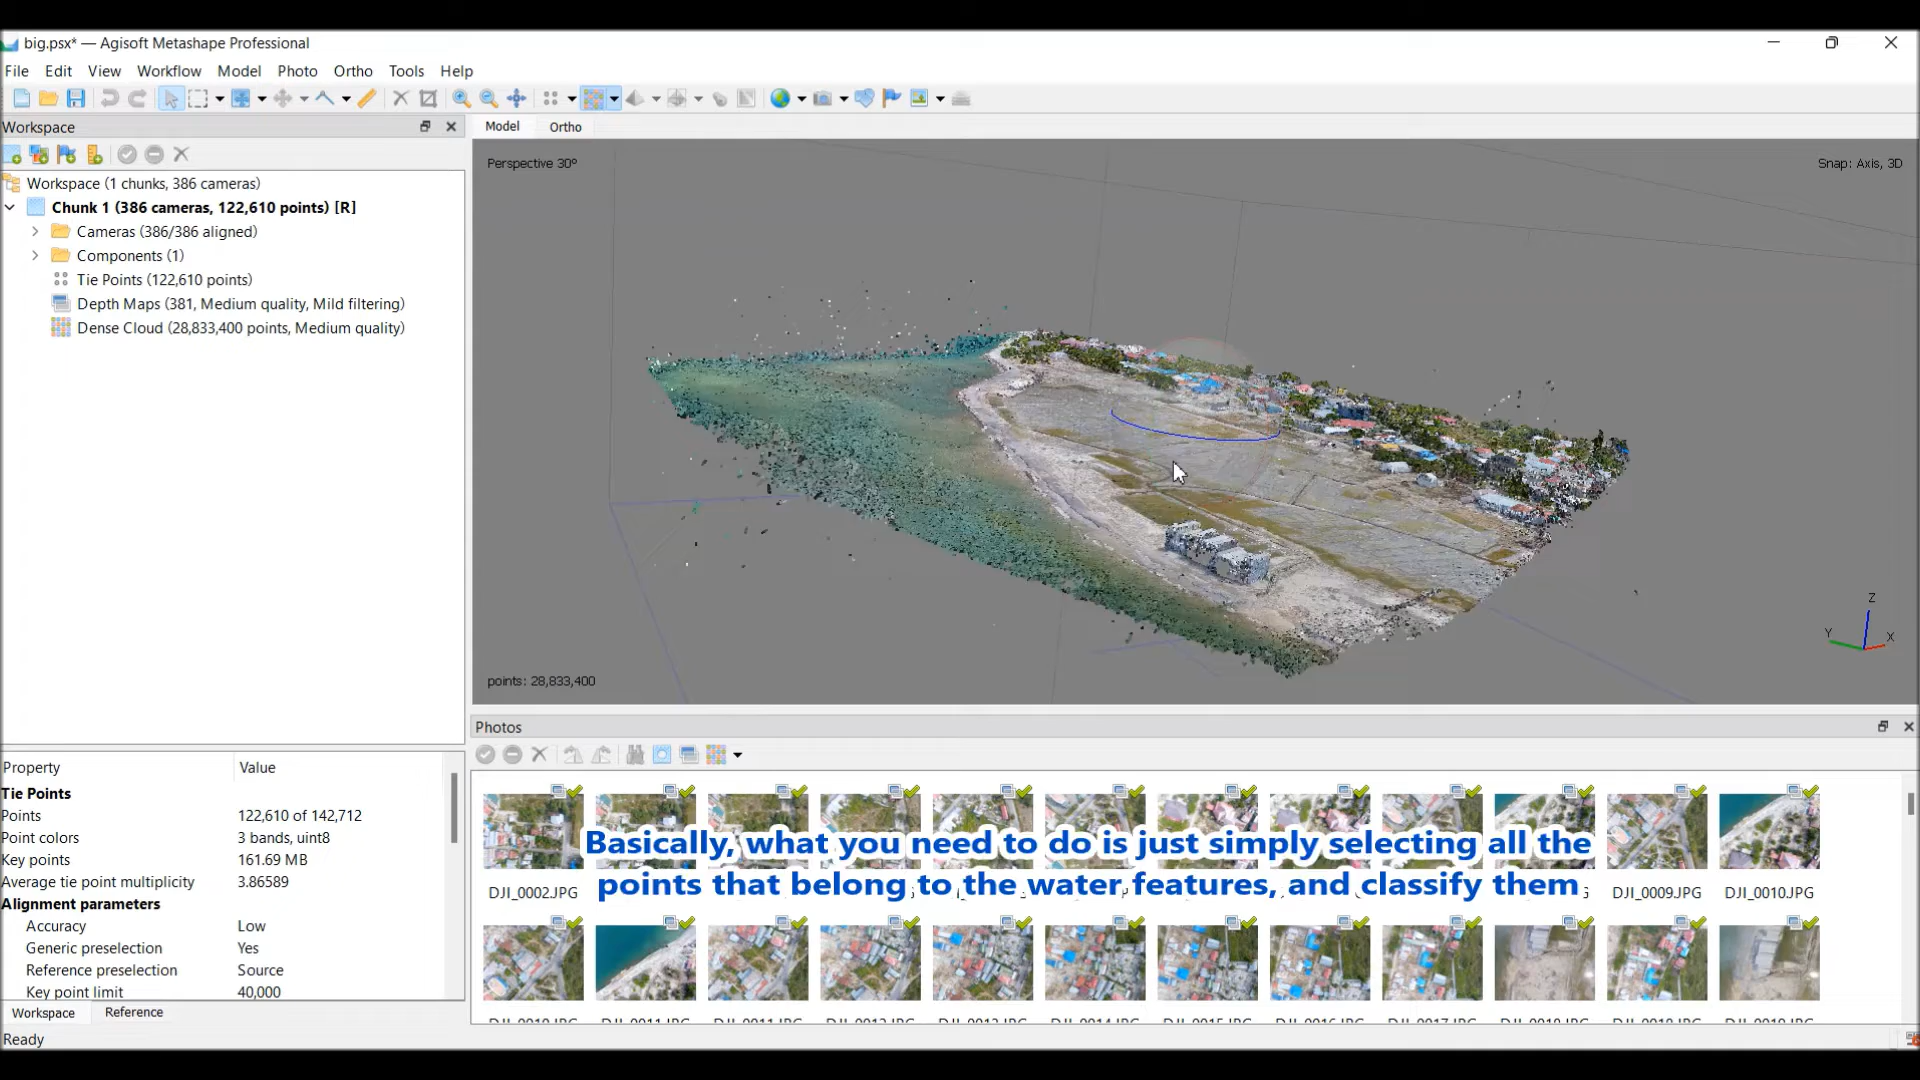 big.psx* — Agisoft Metashape Professional
File Edit View Workflow Model Photo Ortho Tools Help
Workspace
Model Ortho
Perspective 30°
Snap: Axis, 3D
Workspace (1 chunks, 386 cameras)
Chunk 1 (386 cameras, 122,610 points) [R]
Cameras (386/386 aligned)
Components (1)
Tie Points (122,610 points)
Depth Maps (381, Medium quality, Mild filtering)
Dense Cloud (28,833,400 points, Medium quality)
Z
Y
X
points: 28,833,400
Property Value
Tie Points
Points 122,610 of 142,712
Point colors 3 bands, uint8
Key points 161.69 MB
Average tie point multiplicity 3.86589
Alignment parameters
Accuracy Low
Generic preselection Yes
Reference preselection Source
Key point limit 40,000
Workspace Reference
Ready
Photos
Basically, what you need to do is just simply selecting all the
points that belong to the water features, and classify them
DJI_0002.JPG DJI_0009.JPG DJI_0010.JPG